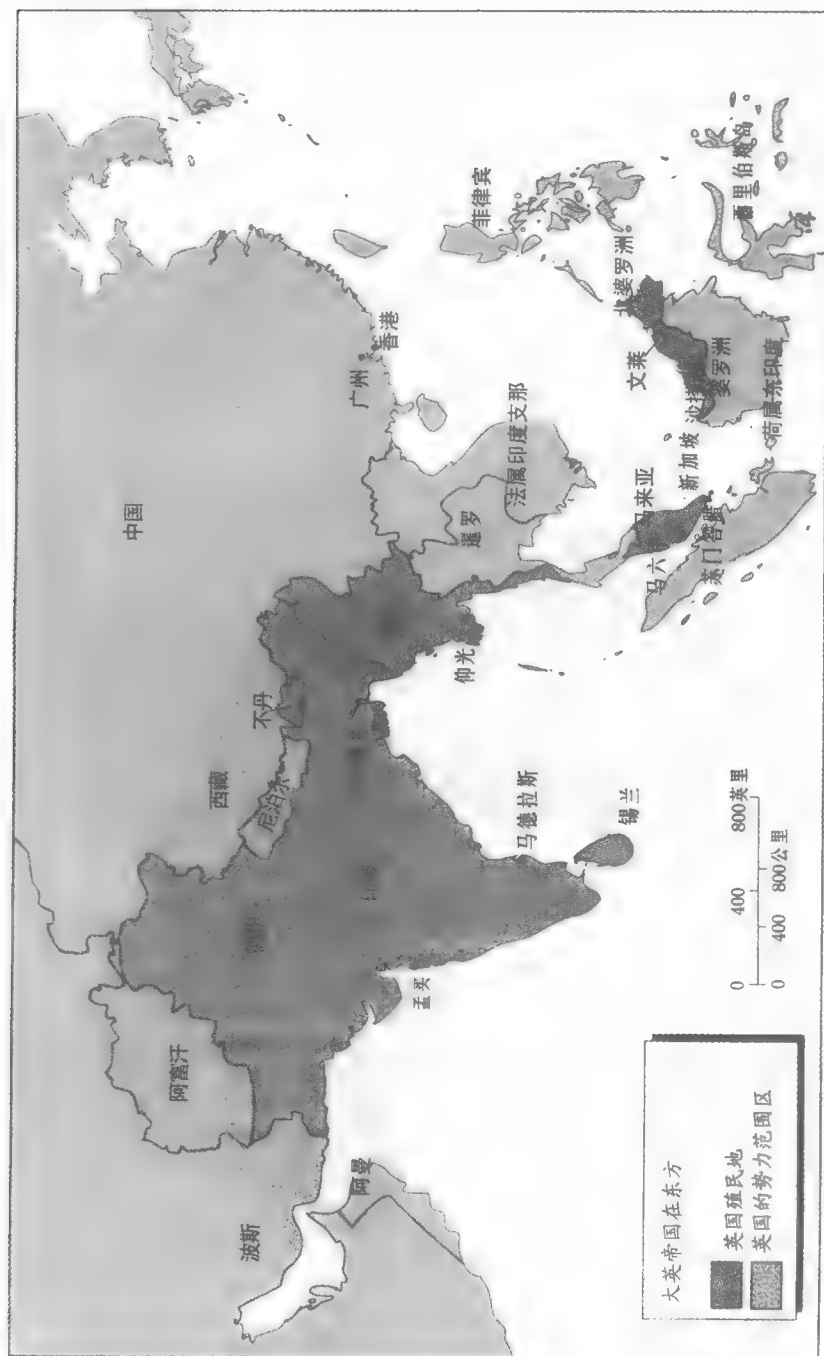 中国
西藏
不丹
尼泊尔
阿富汗
波斯
阿曼
孟买
马德拉斯
锡兰
仰光
暹罗
法属印度支那
广州
香港
菲律宾
北婆罗洲
文莱
婆罗洲
荷属东印度
新加坡
马六
苏门答腊
西里伯斯岛
0 400 800英里
0 400 800公里
大英帝国在东方
英国殖民地
英国的势力范围区